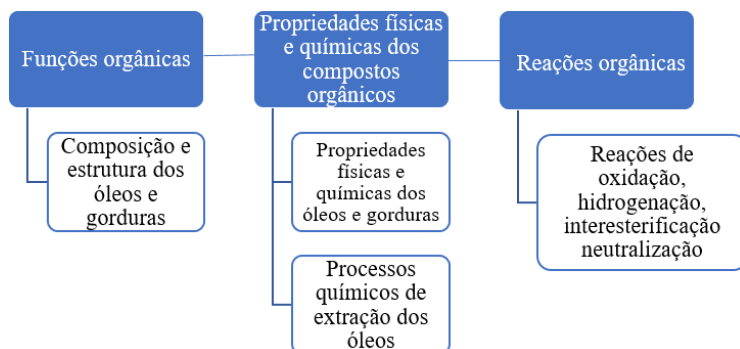 Funções orgânicas
Composição e
estrutura dos
óleos e
gorduras
Propriedades físicas
e químicas dos
compostos
orgânicos
Propriedades
físicas e
químicas dos
óleos e gorduras
Processos
químicos de
extração dos
óleos
Reações orgânicas
Reações de
oxidação,
hidrogenação,
interesterificação
neutralização